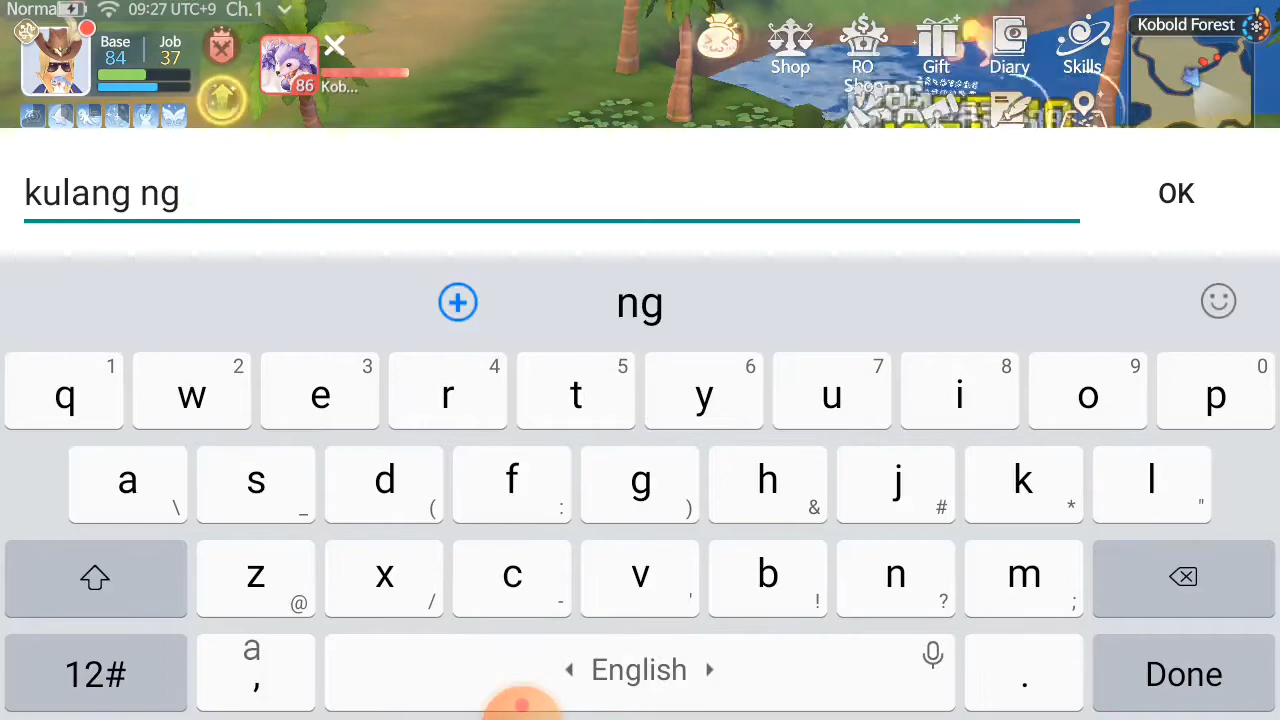 Norma 09:27 UTC+9 Ch.1
Base 84 Job 37
86 Kob...
Shop
RO
Gift
Diary
Skills
Kobold Forest
kulang ng
OK
ng
q 1 w 2 e 3 r 4 t 5 y 6 u 7 i 8 o 9 p 0
a \ s _ d ( f : g ) h & j # k * l "
z @ x / c - v ' b ! n ? m ;
12# a , English . Done